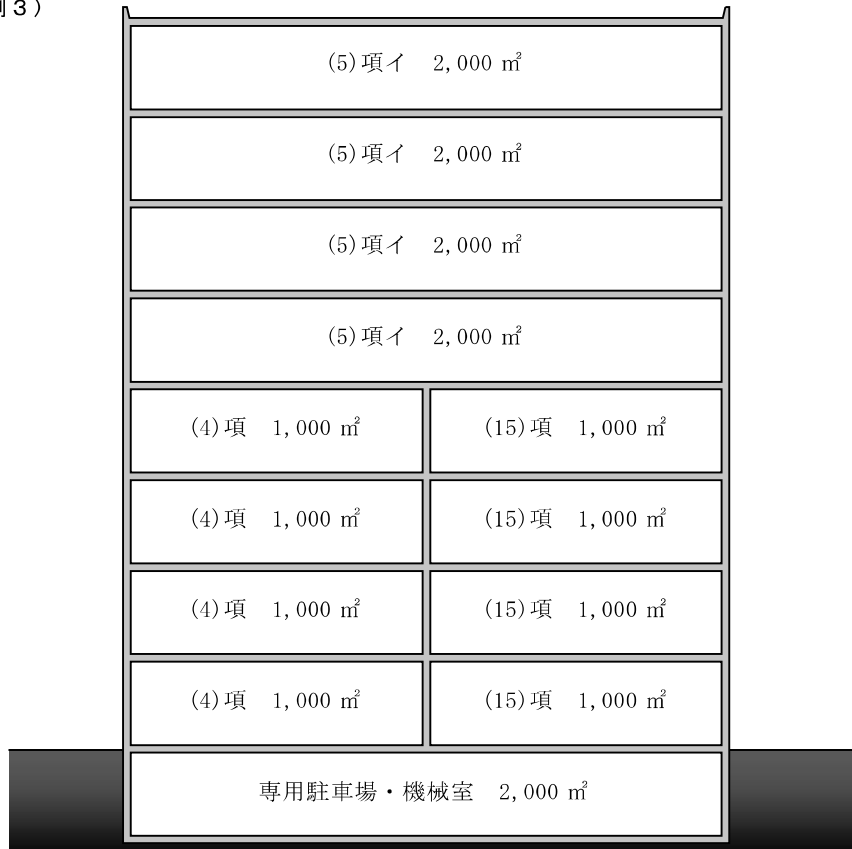 例３）
(5)項イ　2,000 ㎡
(5)項イ　2,000 ㎡
(5)項イ　2,000 ㎡
(5)項イ　2,000 ㎡
(4)項　1,000 ㎡　(15)項　1,000 ㎡
(4)項　1,000 ㎡　(15)項　1,000 ㎡
(4)項　1,000 ㎡　(15)項　1,000 ㎡
(4)項　1,000 ㎡　(15)項　1,000 ㎡
専用駐車場・機械室　2,000 ㎡